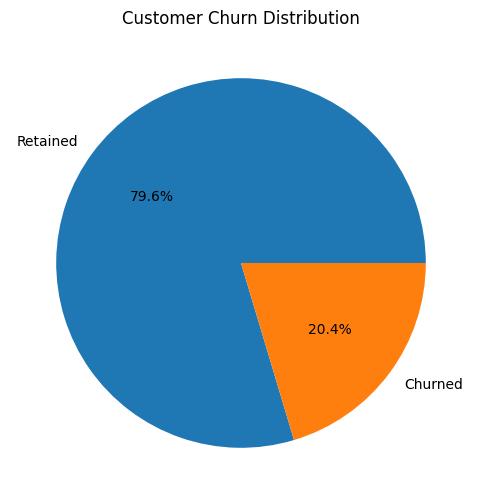 Customer Churn Distribution
Retained
79.6%
20.4%
Churned